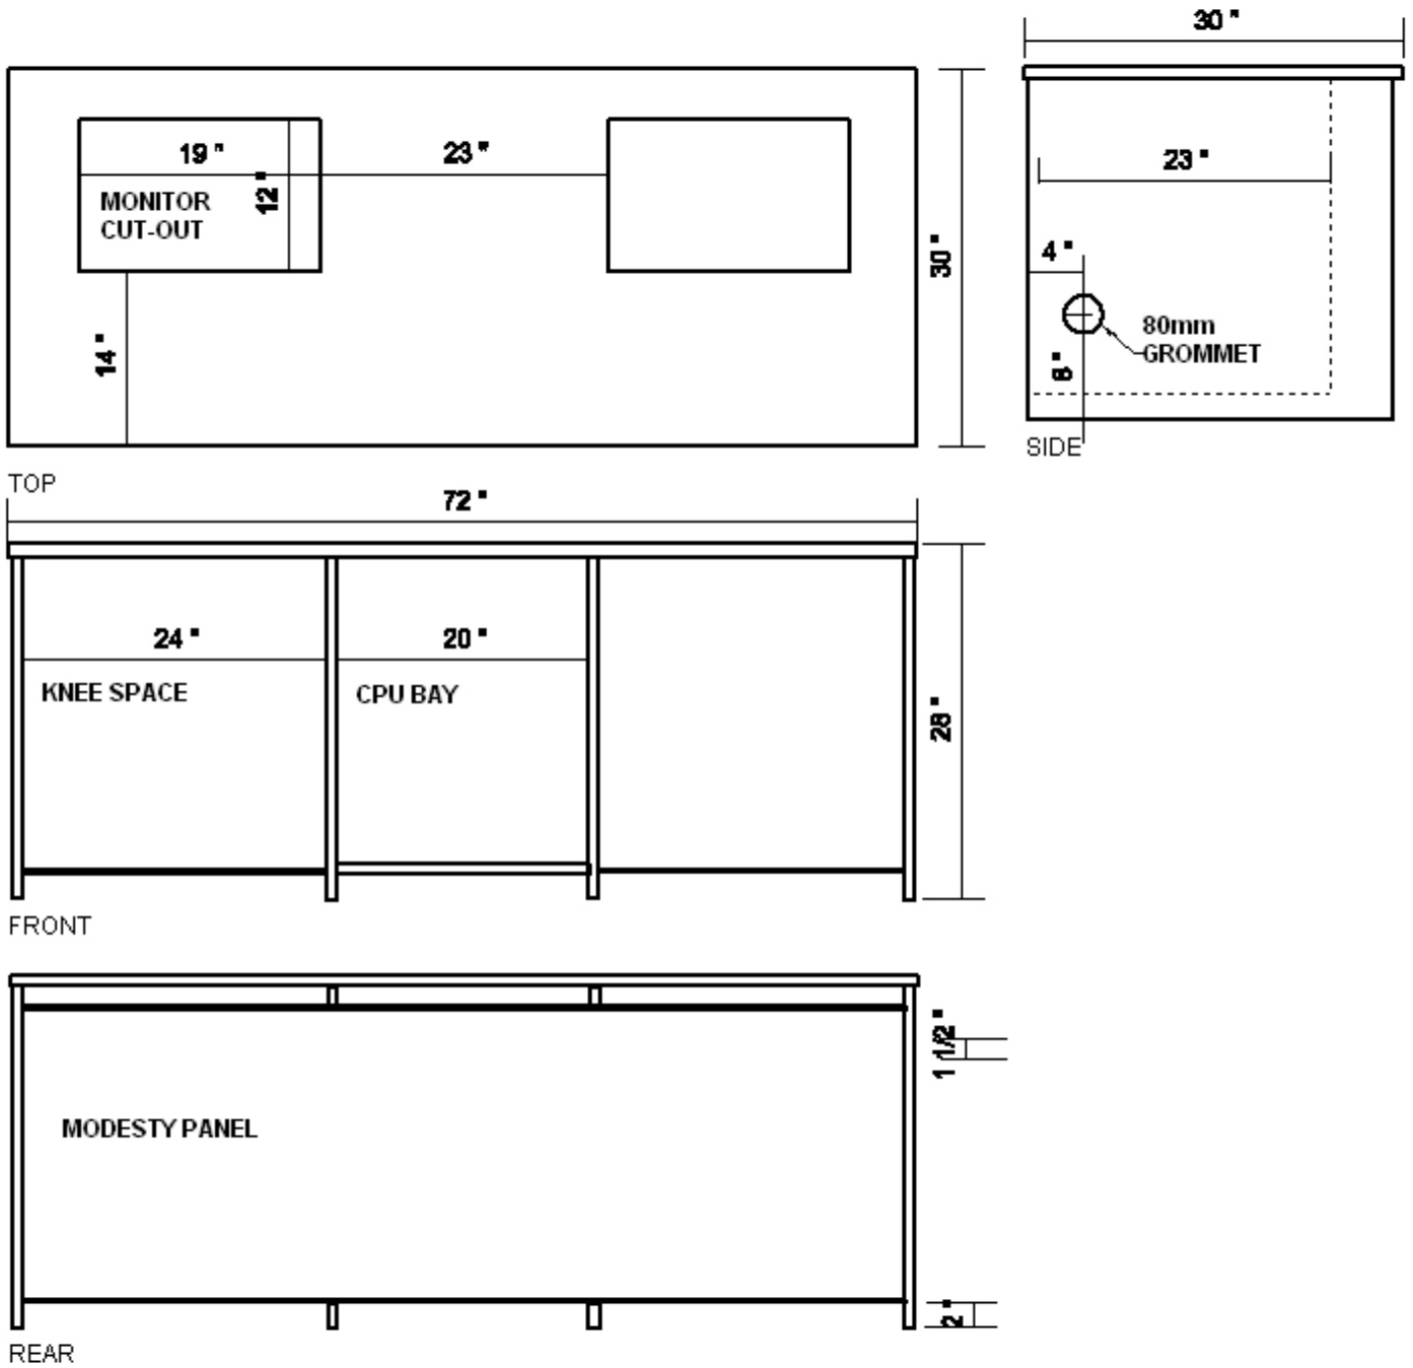 30 "
19 "
23 "
12 "
MONITOR
CUT-OUT
14 "
30 "
TOP
23 "
4 "
80mm
GROMMET
SIDE
72 "
24 "
20 "
KNEE SPACE
CPU BAY
28 "
FRONT
1 1/2 "
MODESTY PANEL
2 "
REAR